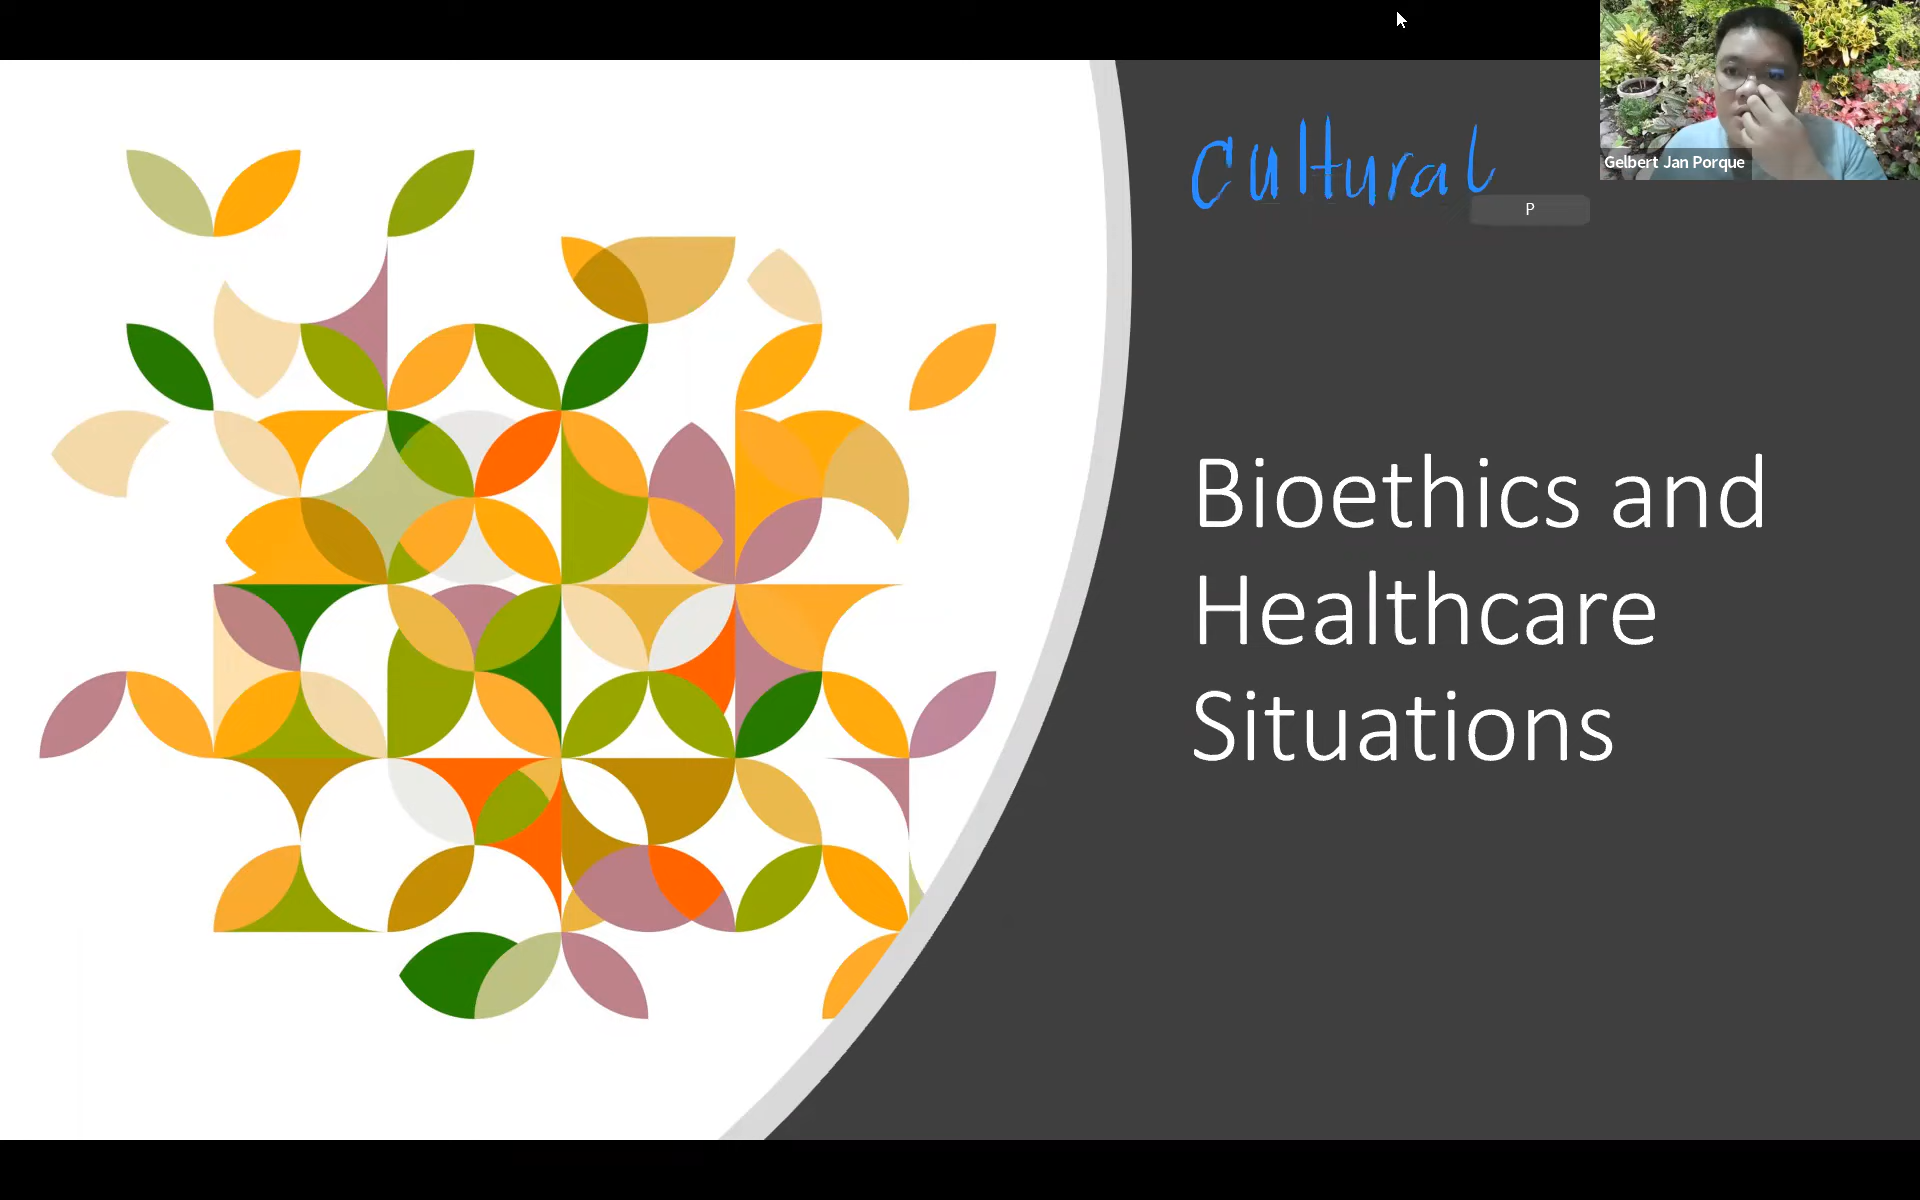 Cultural
Gelbert Jan Porque
P
Bioethics and
Healthcare
Situations